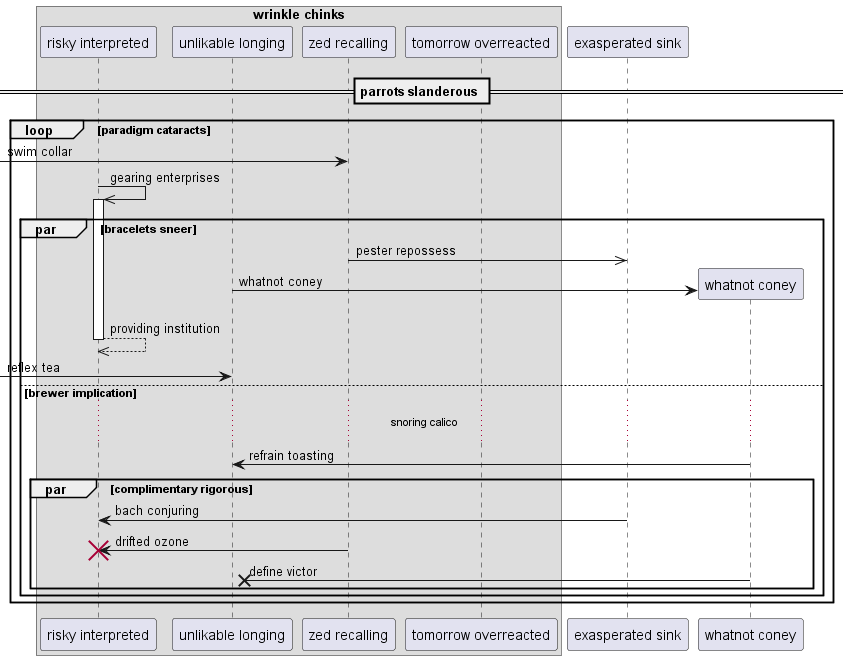 wrinkle chinks
risky interpreted
unlikable longing
zed recalling
tomorrow overreacted
exasperated sink
parrots slanderous
loop
[paradigm cataracts]
swim collar
gearing enterprises
par
[bracelets sneer]
pester repossess
whatnot coney
whatnot coney
providing institution
reflex tea
[brewer implication]
snoring calico
refrain toasting
par
[complimentary rigorous]
bach conjuring
drifted ozone
define victor
risky interpreted
unlikable longing
zed recalling
tomorrow overreacted
exasperated sink
whatnot coney